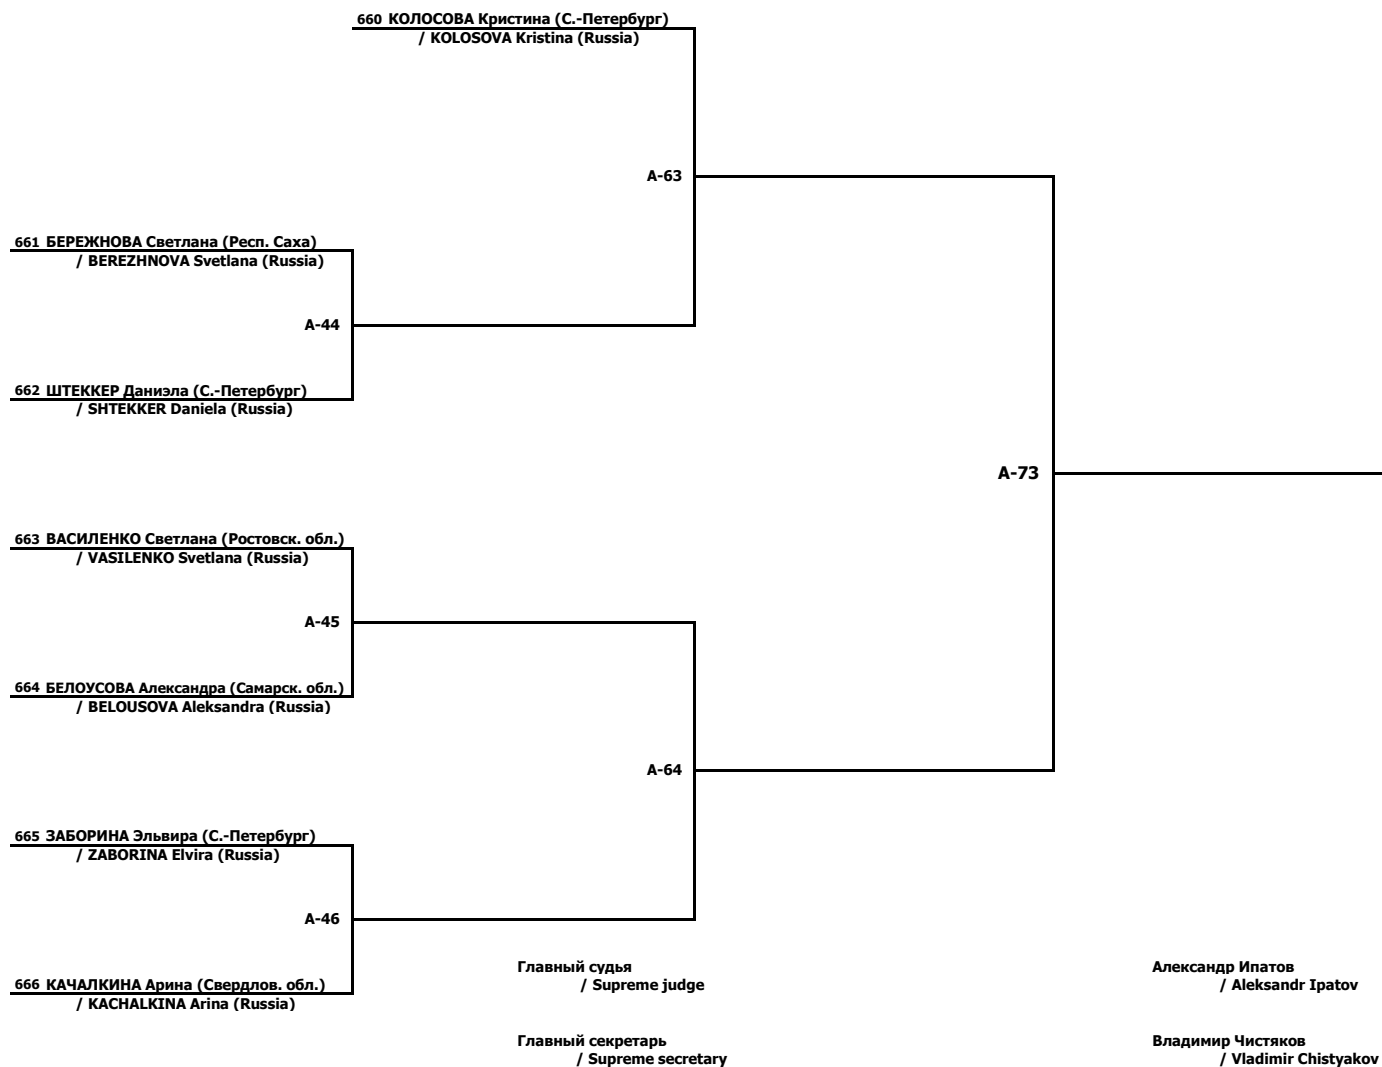 660 КОЛОСОВА Кристина (С.-Петербург)
/ KOLOSOVA Kristina (Russia)
А-63
661 БЕРЕЖНОВА Светлана (Респ. Саха)
/ BEREZHNOVA Svetlana (Russia)
А-44
662 ШТЕККЕР Даниэла (С.-Петербург)
/ SHTEKKER Daniela (Russia)
А-73
663 ВАСИЛЕНКО Светлана (Ростовск. обл.)
/ VASILENKO Svetlana (Russia)
А-45
664 БЕЛОУСОВА Александра (Самарск. обл.)
/ BELOUSOVA Aleksandra (Russia)
А-64
665 ЗАБОРИНА Эльвира (С.-Петербург)
/ ZABORINA Elvira (Russia)
А-46
666 КАЧАЛКИНА Арина (Свердлов. обл.)
/ KACHALKINA Arina (Russia)
Главный судья
/ Supreme judge
Александр Ипатов
/ Aleksandr Ipatov
Главный секретарь
/ Supreme secretary
Владимир Чистяков
/ Vladimir Chistyakov